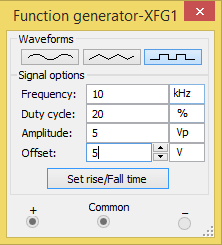 Function generator-XFG1
Waveforms
Signal options
Frequency: 10 kHz
Duty cycle: 20 %
Amplitude: 5 Vp
Offset: 5 V
Set rise/Fall time
+ Common −